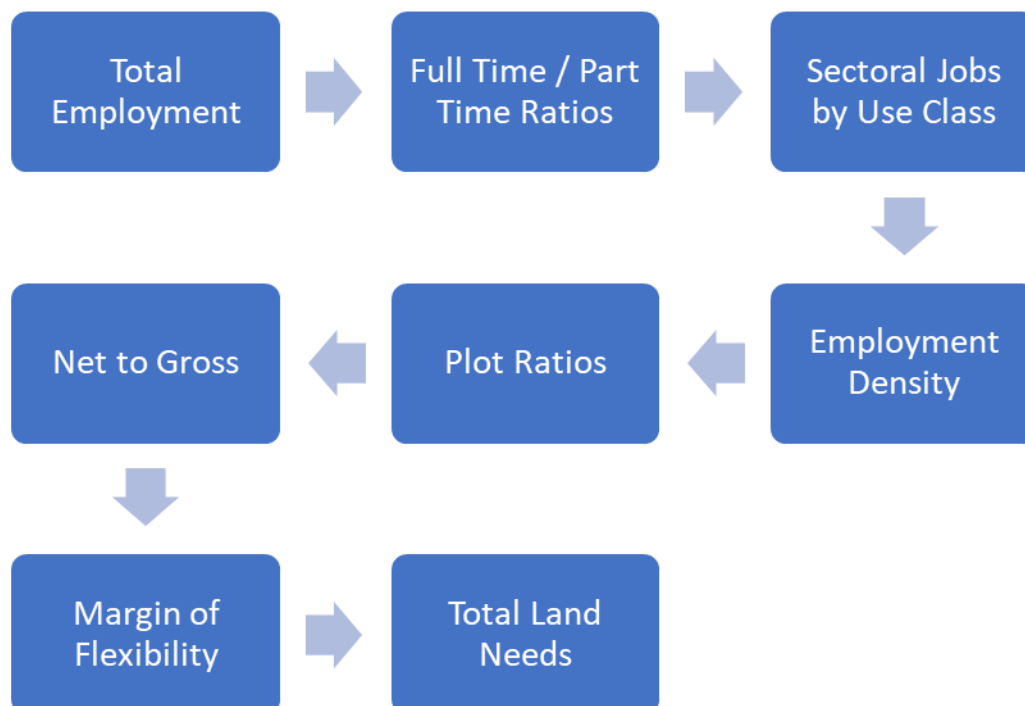 Total
Employment
Full Time / Part
Time Ratios
Sectoral Jobs
by Use Class
Employment
Density
Plot Ratios
Net to Gross
Margin of
Flexibility
Total Land
Needs